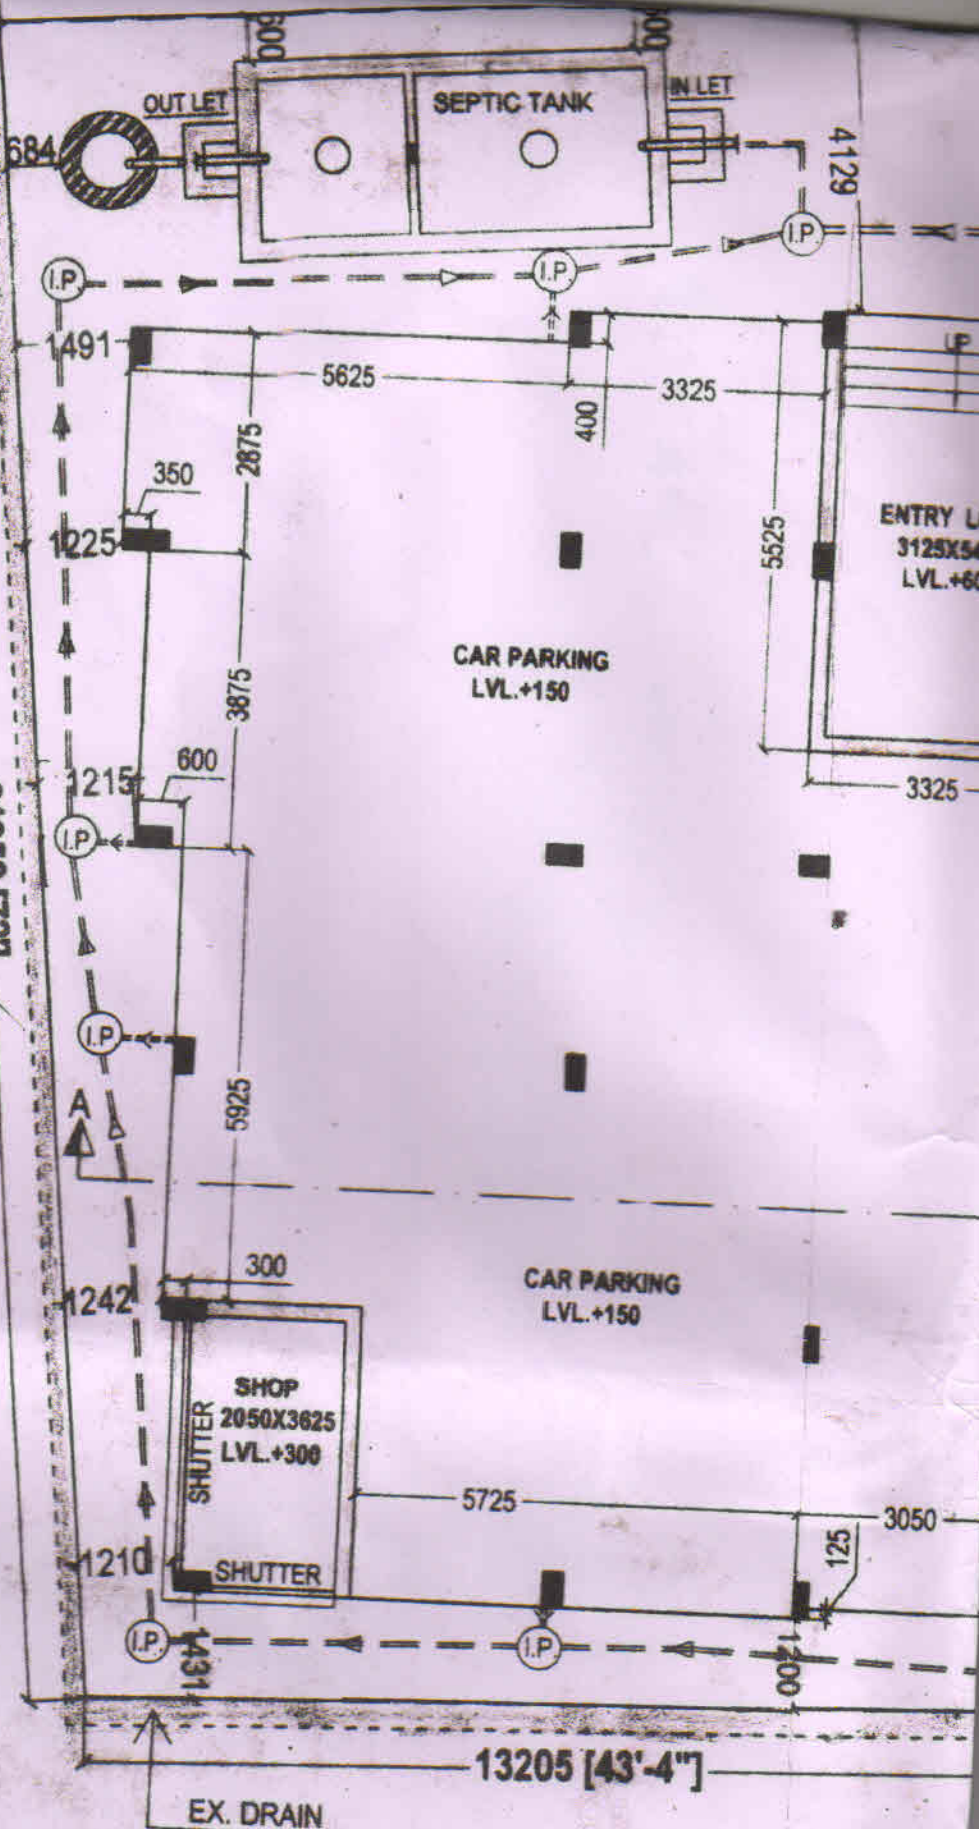 600
OUT LET
SEPTIC TANK
IN LET
684
4129
I.P.
I.P.
I.P.
1491
5625
3325
UP
400
2875
350
1225
5525
ENTRY
LVL.+
CAR PARKING
LVL.+150
3875
1215
600
3325
I.P.
I.P.
A
5925
300
1242
CAR PARKING
LVL.+150
SHOP
2050X3625
LVL.+300
SHUTTER
5725
3050
125
1210
SHUTTER
I.P.
1431
I.P.
1200
13205 [43'-4"]
EX. DRAIN